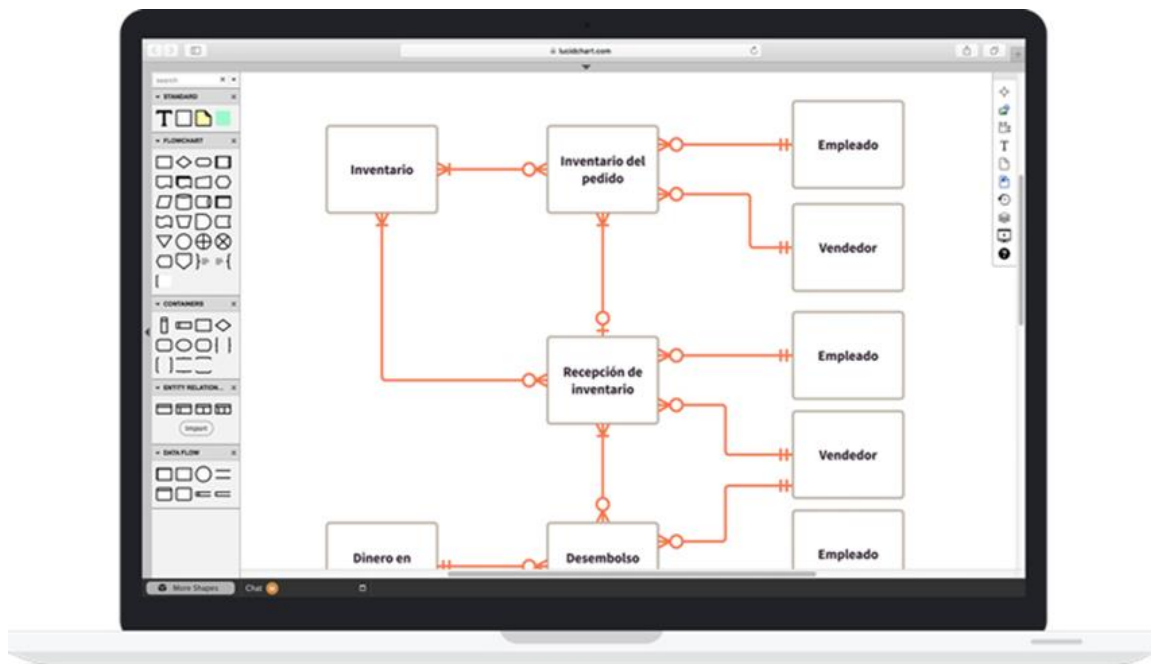 lucidchart.com
search
STANDARD
T
FLOWCHART
CONTAINERS
ENTITY RELATION...
Import
DATA FLOW
More Shapes
Chat
Inventario
Inventario del
pedido
Empleado
Vendedor
Recepción de
inventario
Empleado
Vendedor
Dinero en
Desembolso
Empleado
T